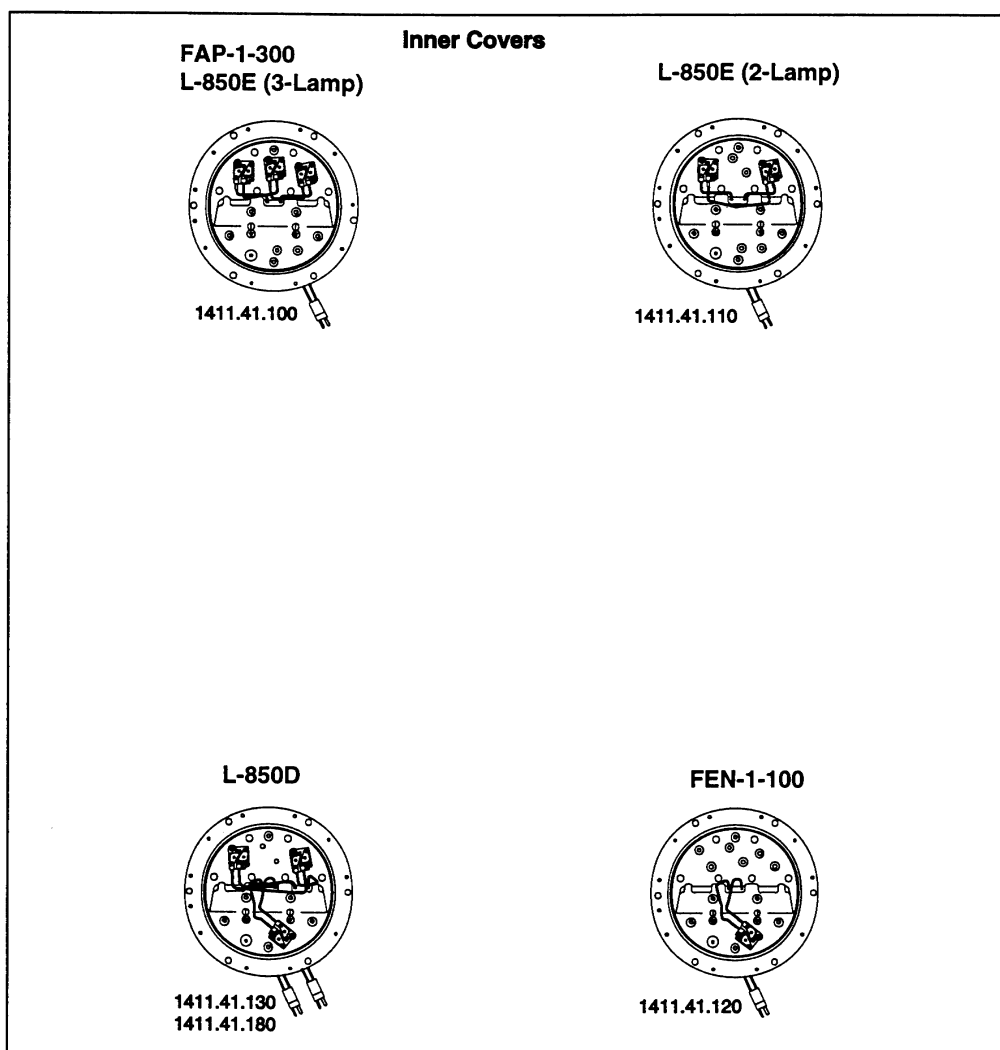 Inner Covers
FAP-1-300
L-850E (3-Lamp)
L-850E (2-Lamp)
1411.41.100
1411.41.110
L-850D
FEN-1-100
1411.41.130
1411.41.180
1411.41.120